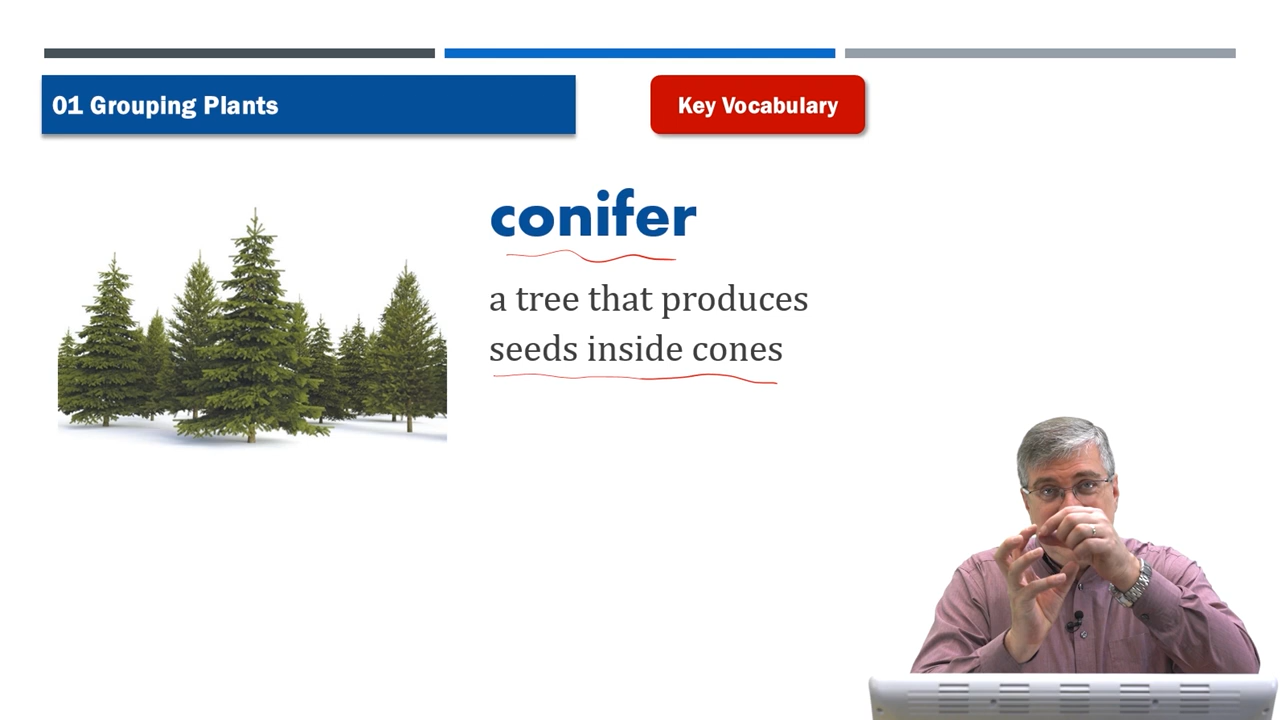 01 Grouping Plants
Key Vocabulary
conifer
a tree that produces
seeds inside cones